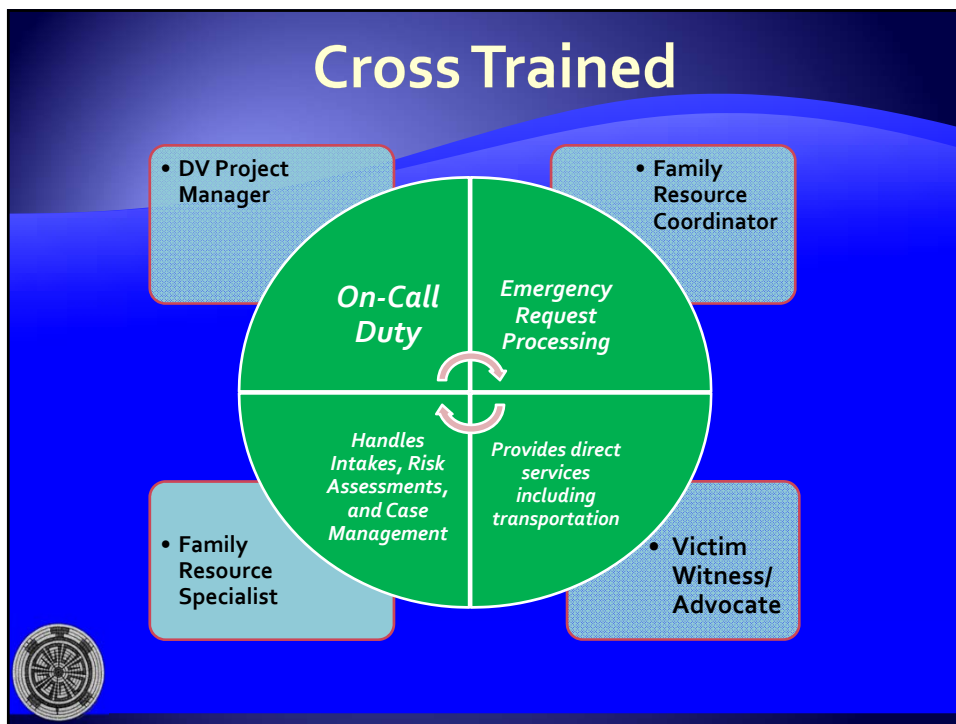 Cross Trained
• DV Project
Manager
• Family
Resource
Coordinator
On-Call
Duty
Emergency
Request
Processing
Handles
Intakes, Risk
Assessments,
and Case
Management
Provides direct
services
including
transportation
• Family
Resource
Specialist
• Victim
Witness/
Advocate